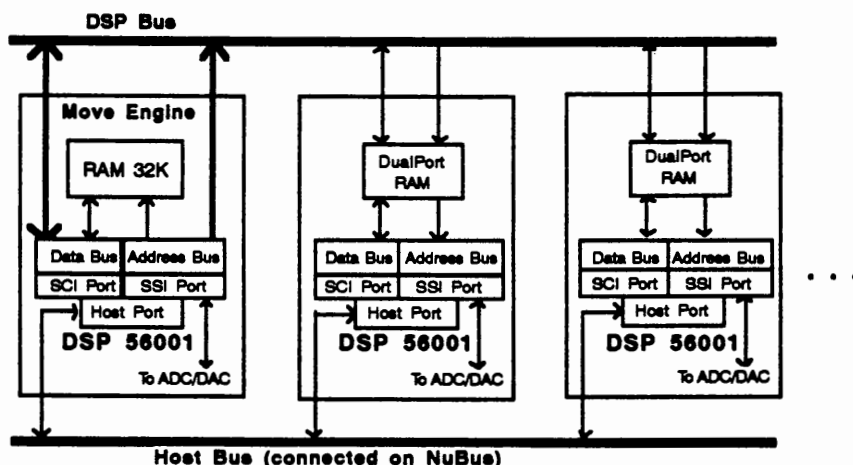 DSP Bus
Move Engine
RAM 32K
Data Bus
Address Bus
SCI Port
SSI Port
Host Port
DSP 56001
To ADC/DAC
DualPort
RAM
Data Bus
Address Bus
SCI Port
SSI Port
Host Port
DSP 56001
To ADC/DAC
DualPort
RAM
Data Bus
Address Bus
SCI Port
SSI Port
Host Port
DSP 56001
To ADC/DAC
. . .
Host Bus (connected on NuBus)